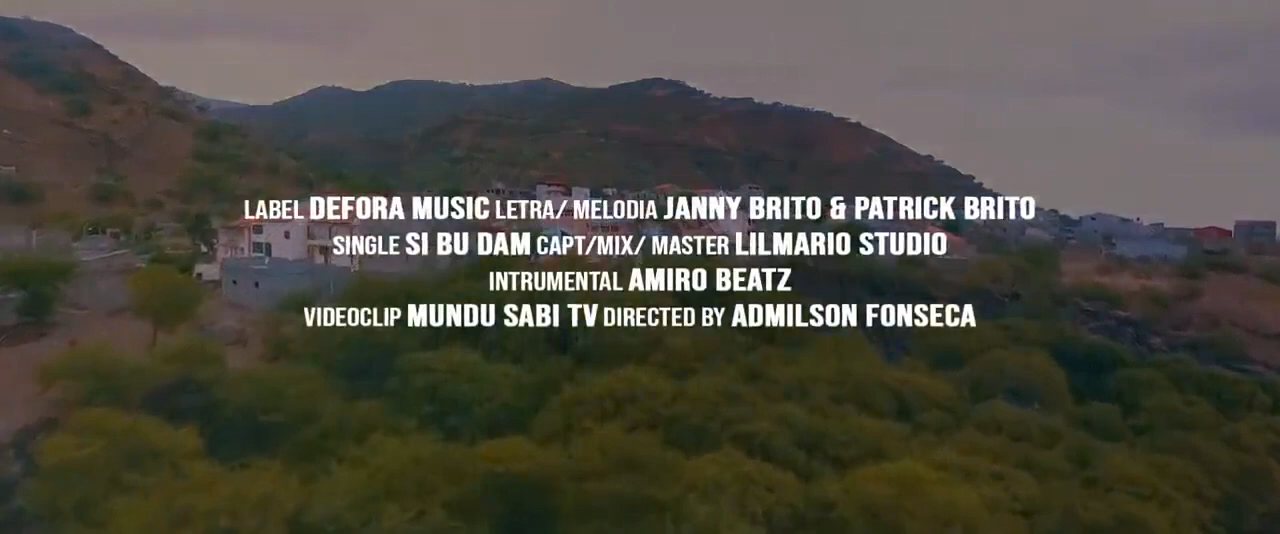 LABEL DEFORA MUSIC LETRA/ MELODIA JANNY BRITO & PATRICK BRITO
SINGLE SI BU DAM CAPT/MIX/ MASTER LILMARIO STUDIO
INTRUMENTAL AMIRO BEATZ
VIDEOCLIP MUNDU SABI TV DIRECTED BY ADMILSON FONSECA